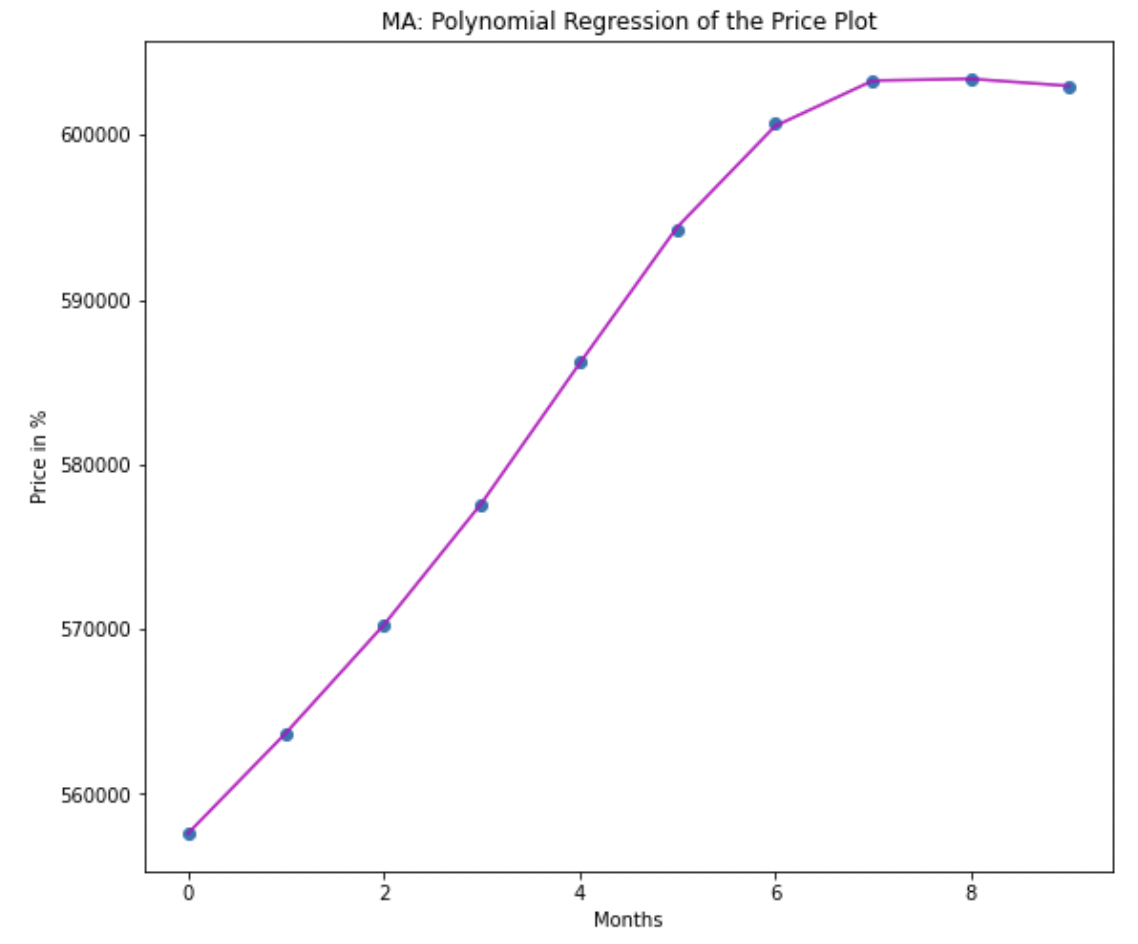 MA: Polynomial Regression of the Price Plot
600000
590000
580000
570000
560000
Price in %
0 2 4 6 8
Months